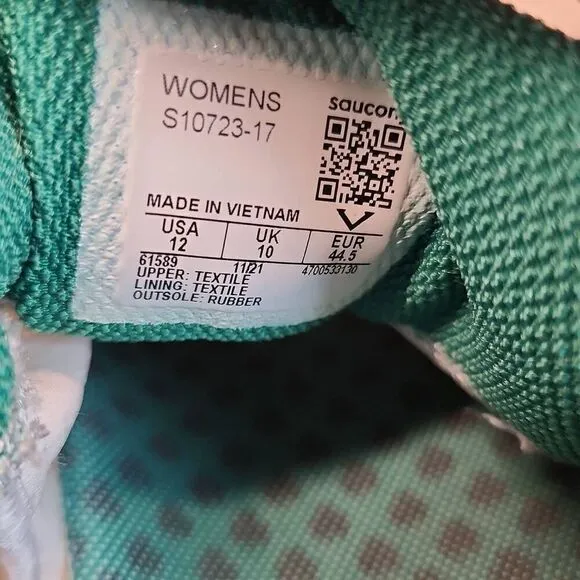 WOMENS
S10723-17
saucony
MADE IN VIETNAM
USA UK EUR
12 10 44.5
61589 11/21 4700533130
UPPER: TEXTILE
LINING: TEXTILE
OUTSOLE: RUBBER